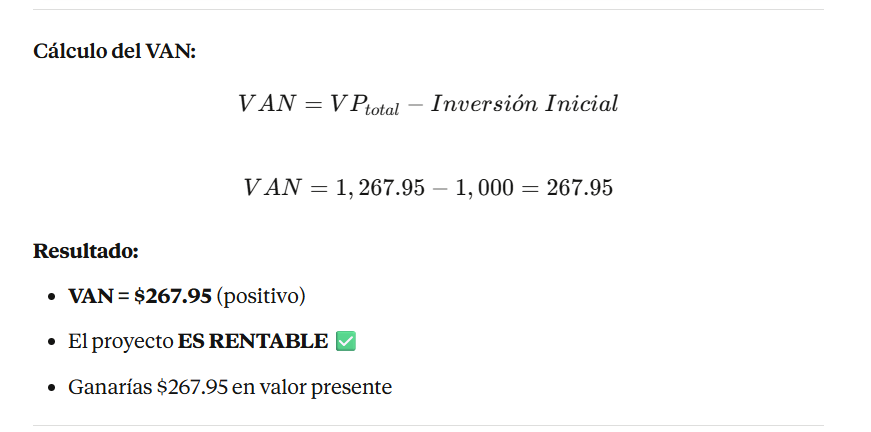 Cálculo del VAN:
VAN = VP_total − Inversión Inicial
VAN = 1,267.95 − 1,000 = 267.95
Resultado:
• VAN = $267.95 (positivo)
• El proyecto ES RENTABLE ✅
• Ganarías $267.95 en valor presente